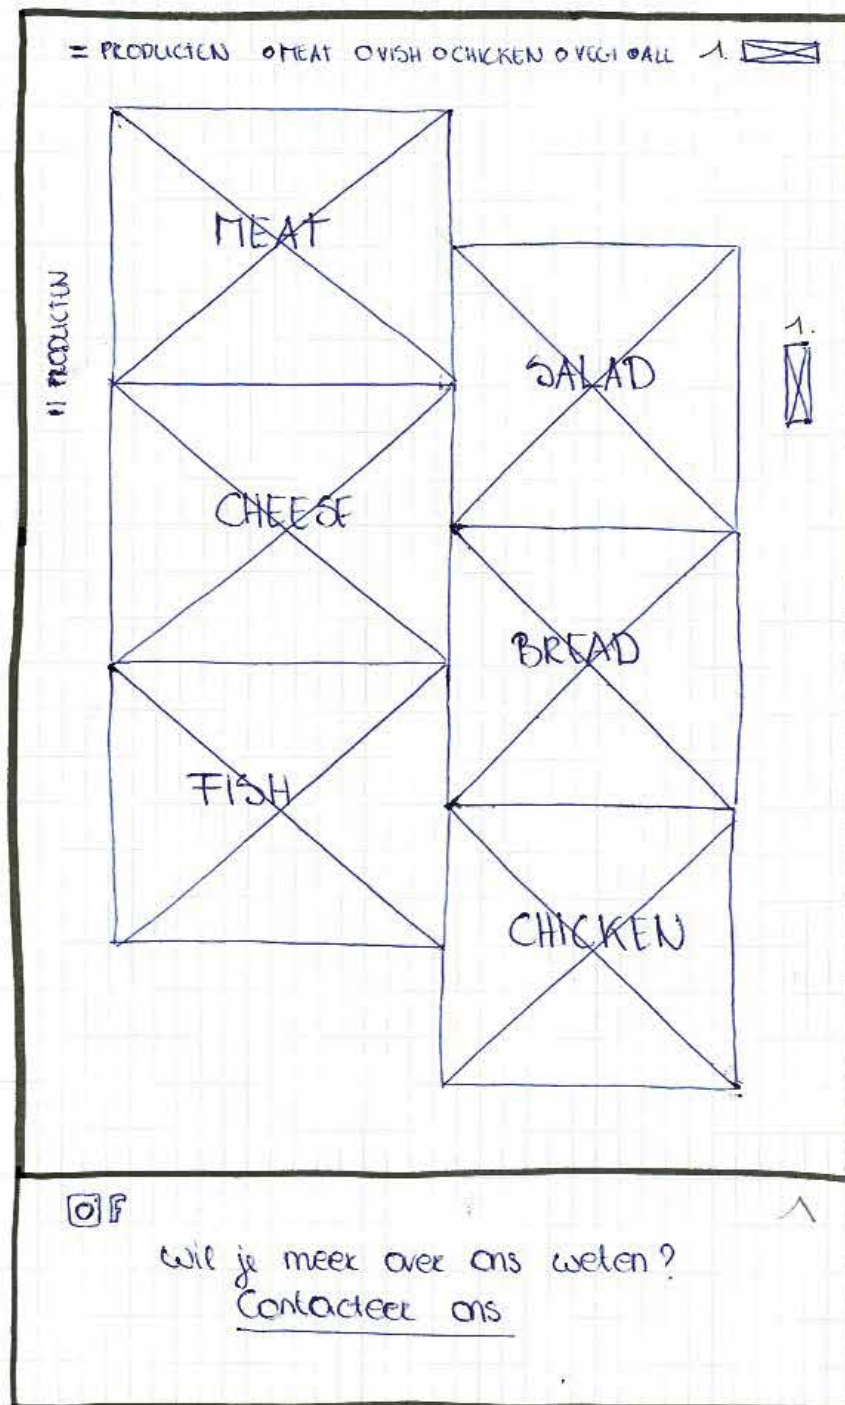 = PRODUCTEN O MEAT O VISH O CHICKEN O VEGI O ALL 1.
MEAT
= PRODUCTEN
1.
SALAD
CHEESE
BREAD
FISH
CHICKEN
F
Wil je meer over ons weten?
Contacteer ons